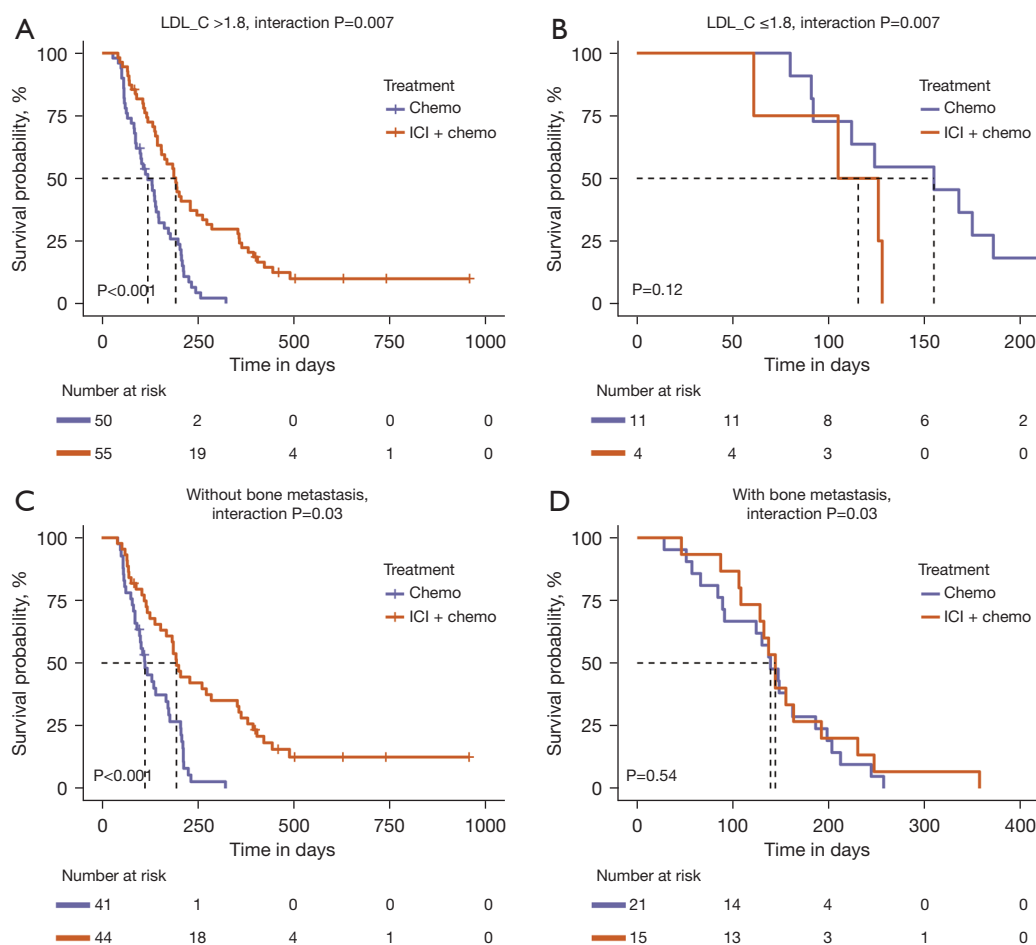 A
LDL_C >1.8, interaction P=0.007
Survival probability, %
100
75
50
25
0
Treatment
Chemo
ICI + chemo
P<0.001
0 250 500 750 1000
Time in days
Number at risk
50 2 0 0 0
55 19 4 1 0
B
LDL_C ≤1.8, interaction P=0.007
Survival probability, %
100
75
50
25
0
Treatment
Chemo
ICI + chemo
P=0.12
0 50 100 150 200
Time in days
Number at risk
11 11 8 6 2
4 4 3 0 0
C
Without bone metastasis,
interaction P=0.03
Survival probability, %
100
75
50
25
0
Treatment
Chemo
ICI + chemo
P<0.001
0 250 500 750 1000
Time in days
Number at risk
41 1 0 0 0
44 18 4 1 0
D
With bone metastasis,
interaction P=0.03
Survival probability, %
100
75
50
25
0
Treatment
Chemo
ICI + chemo
P=0.54
0 100 200 300 400
Time in days
Number at risk
21 14 4 0 0
15 13 3 1 0